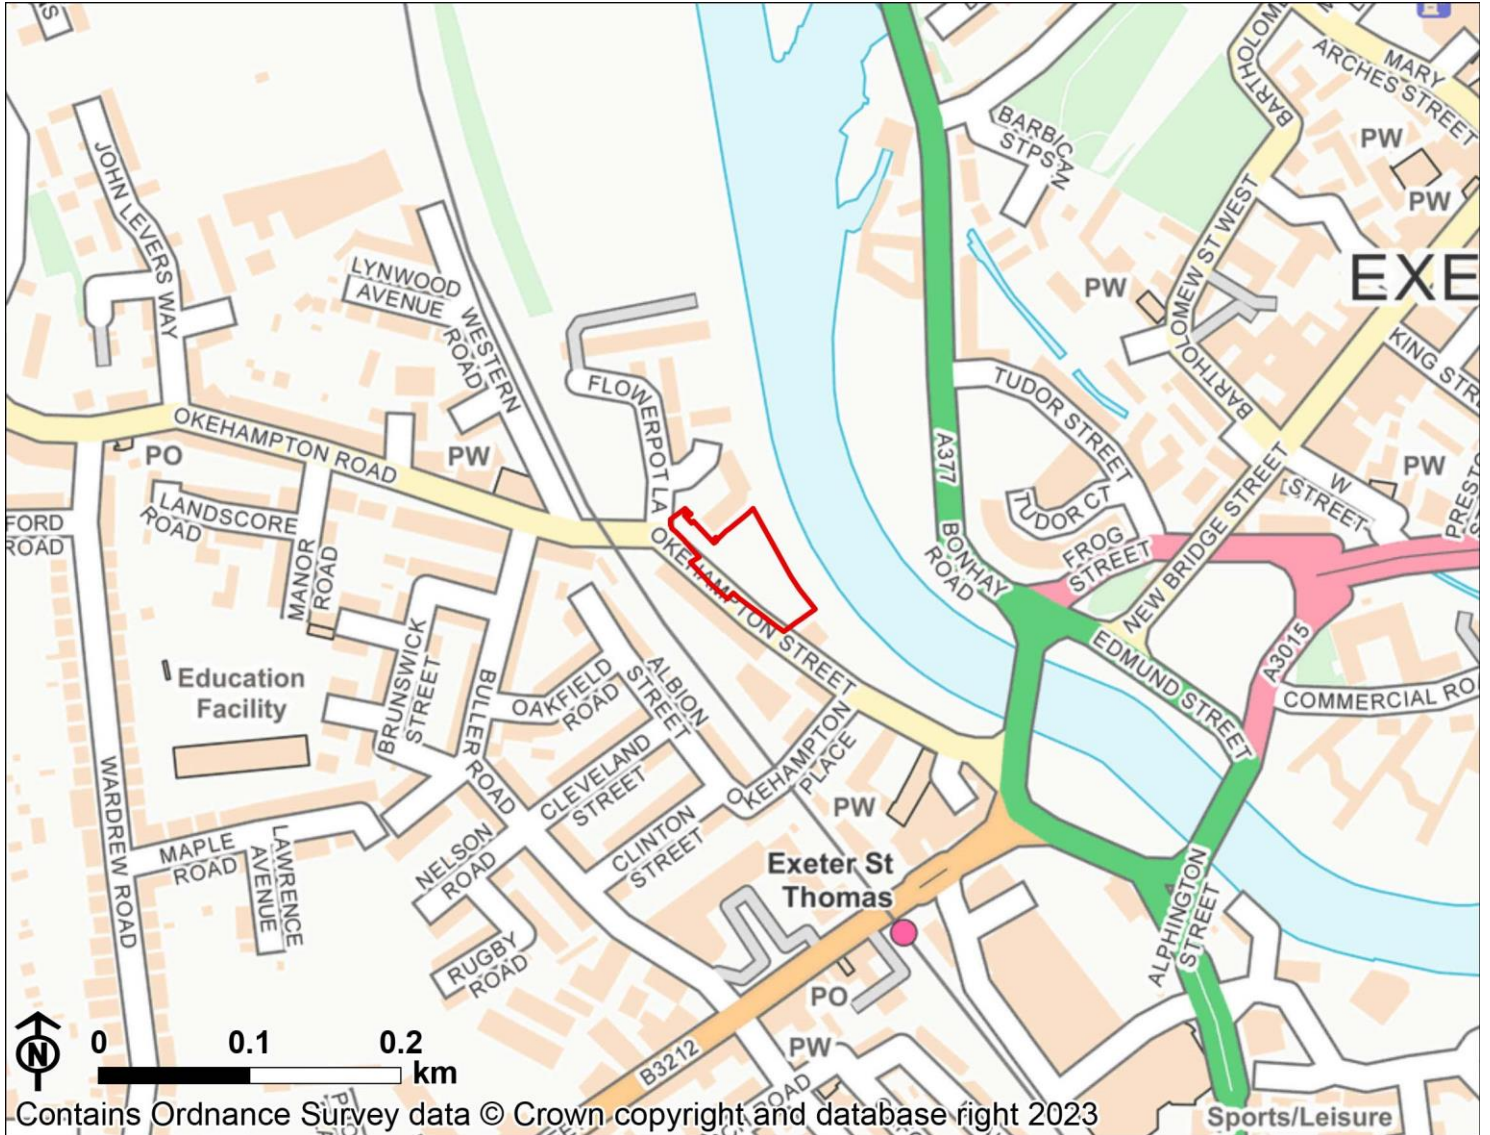 MARY
ARCHES STREET
BARTHOLOMEW ST WEST
BARTHOL
BARBICAN
STPS
PW
PW
EXE
PW
KING STRE
JOHN LEVERS WAY
LYNWOOD
AVENUE
WESTERN
ROAD
FLOWERPOT LA
TUDOR STREET
A377
TUDOR CT
OKEHAMPTON ROAD
PO
PW
PW
W
STREET
FORD
ROAD
LANDSCORE
ROAD
MANOR
ROAD
FROG
STREET
NEW BRIDGE STREET
BONHAY
ROAD
OKEHAMPTON STREET
EDMUND STREET
A3015
COMMERCIAL ROA
Education
Facility
BRUNSWICK
STREET
BULLER ROAD
OAKFIELD
ROAD
ALBION
STREET
OKEHAMPTON
PLACE
WARDREW ROAD
CLEVELAND
STREET
CLINTON
STREET
NELSON
ROAD
PW
MAPLE
ROAD
LAWRENCE
AVENUE
Exeter St
Thomas
ALPHINGTON
STREET
RUGBY
ROAD
PO
PW
B3212
N
0 0.1 0.2
km
Contains Ordnance Survey data © Crown copyright and database right 2023
Sports/Leisure